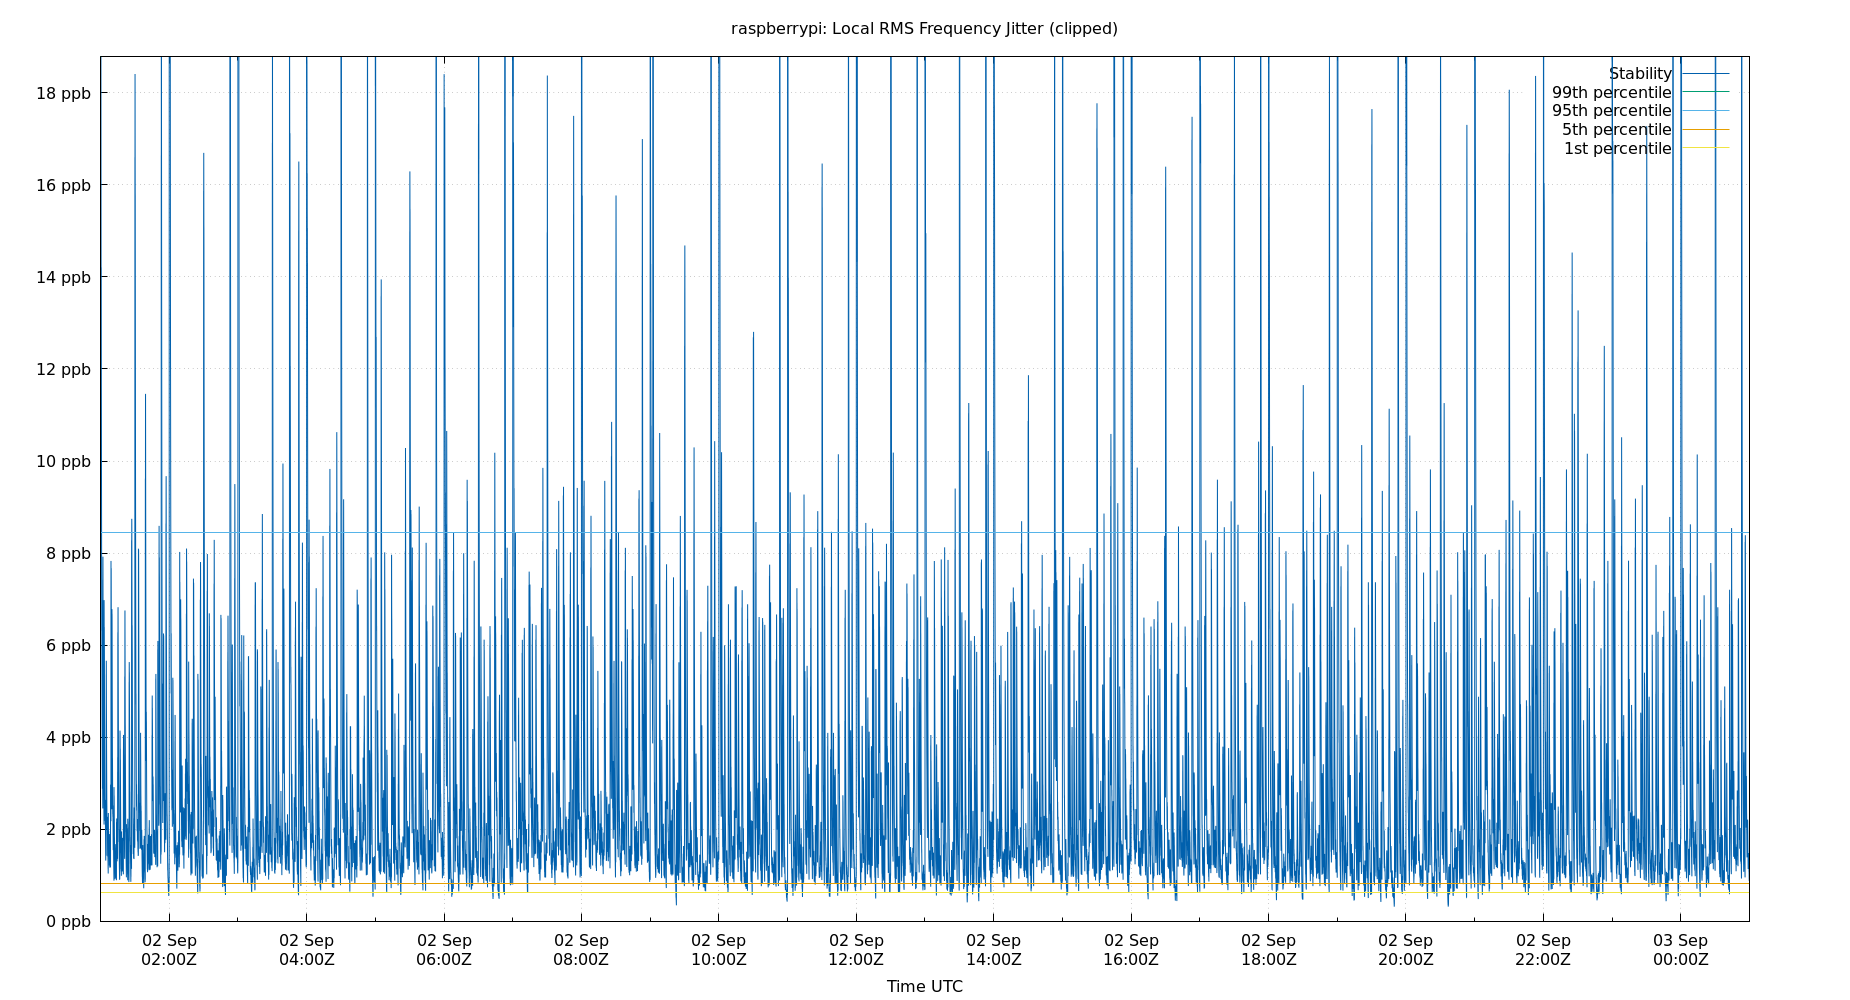 raspberrypi: Local RMS Frequency Jitter (clipped)
Stability
99th percentile
95th percentile
5th percentile
1st percentile
18 ppb
16 ppb
14 ppb
12 ppb
10 ppb
8 ppb
6 ppb
4 ppb
2 ppb
0 ppb
02 Sep 02 Sep 02 Sep 02 Sep 02 Sep 02 Sep 02 Sep 02 Sep 02 Sep 02 Sep 02 Sep 03 Sep
02:00Z 04:00Z 06:00Z 08:00Z 10:00Z 12:00Z 14:00Z 16:00Z 18:00Z 20:00Z 22:00Z 00:00Z
Time UTC